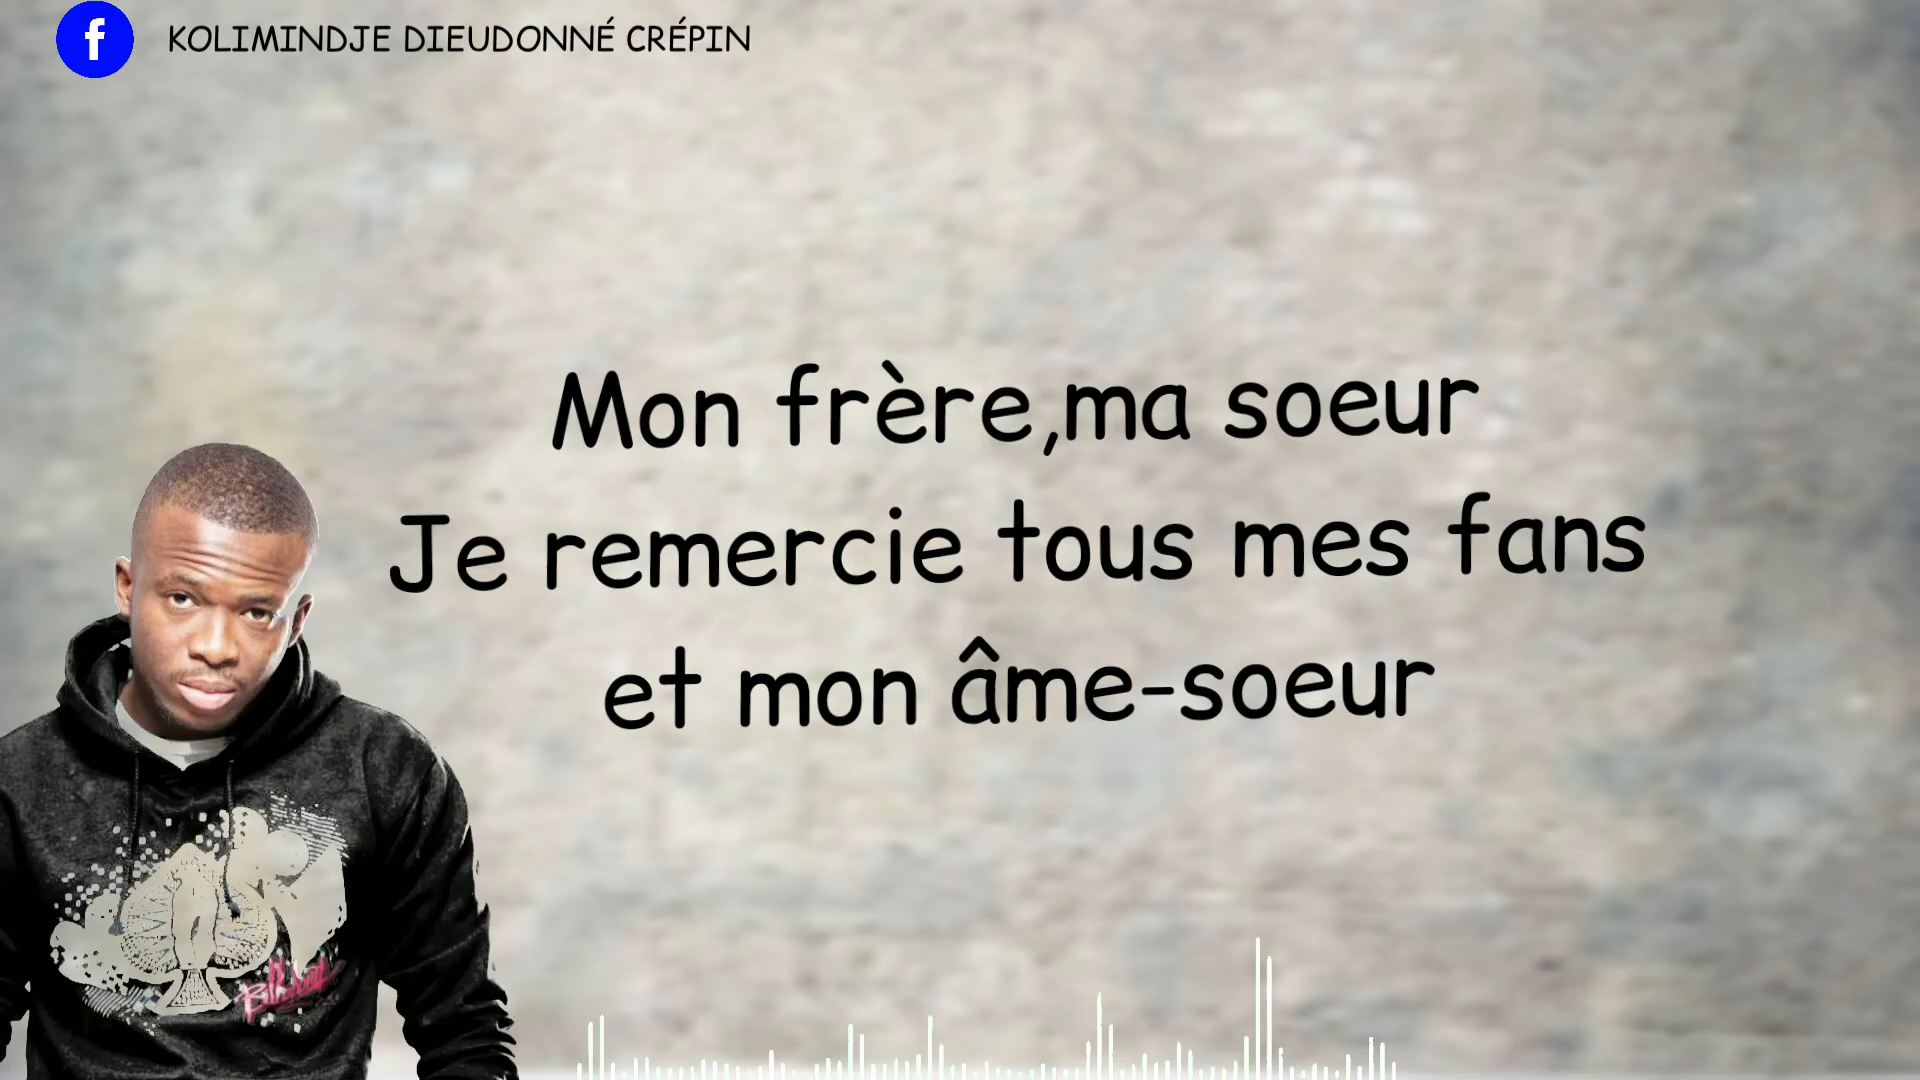 KOLIMINDJE DIEUDONNÉ CRÉPIN
Mon frère,ma soeur
Je remercie tous mes fans
et mon âme-soeur